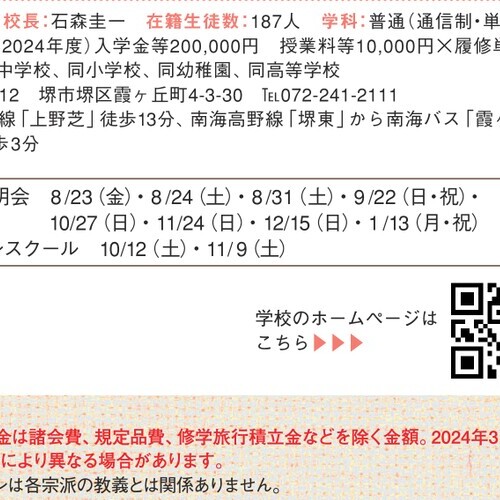 校長:石森圭一　在籍生徒数:187人　学科:普通(通信制・単
2024年度)入学金等200,000円　授業料等10,000円×履修単
中学校、同小学校、同幼稚園、同高等学校
12　堺市堺区霞ヶ丘町4-3-30　℡072-241-2111
線「上野芝」徒歩13分、南海高野線「堺東」から南海バス「霞ヶ
歩3分
明会　8/23(金)・8/24(土)・8/31(土)・9/22(日・祝)・
10/27(日)・11/24(日)・12/15(日)・1/13(月・祝)
ンスクール　10/12(土)・11/9(土)
学校のホームページは
こちら▶▶▶
金は諸会費、規定品費、修学旅行積立金などを除く金額。2024年3
により異なる場合があります。
ンは各宗派の教義とは関係ありません。